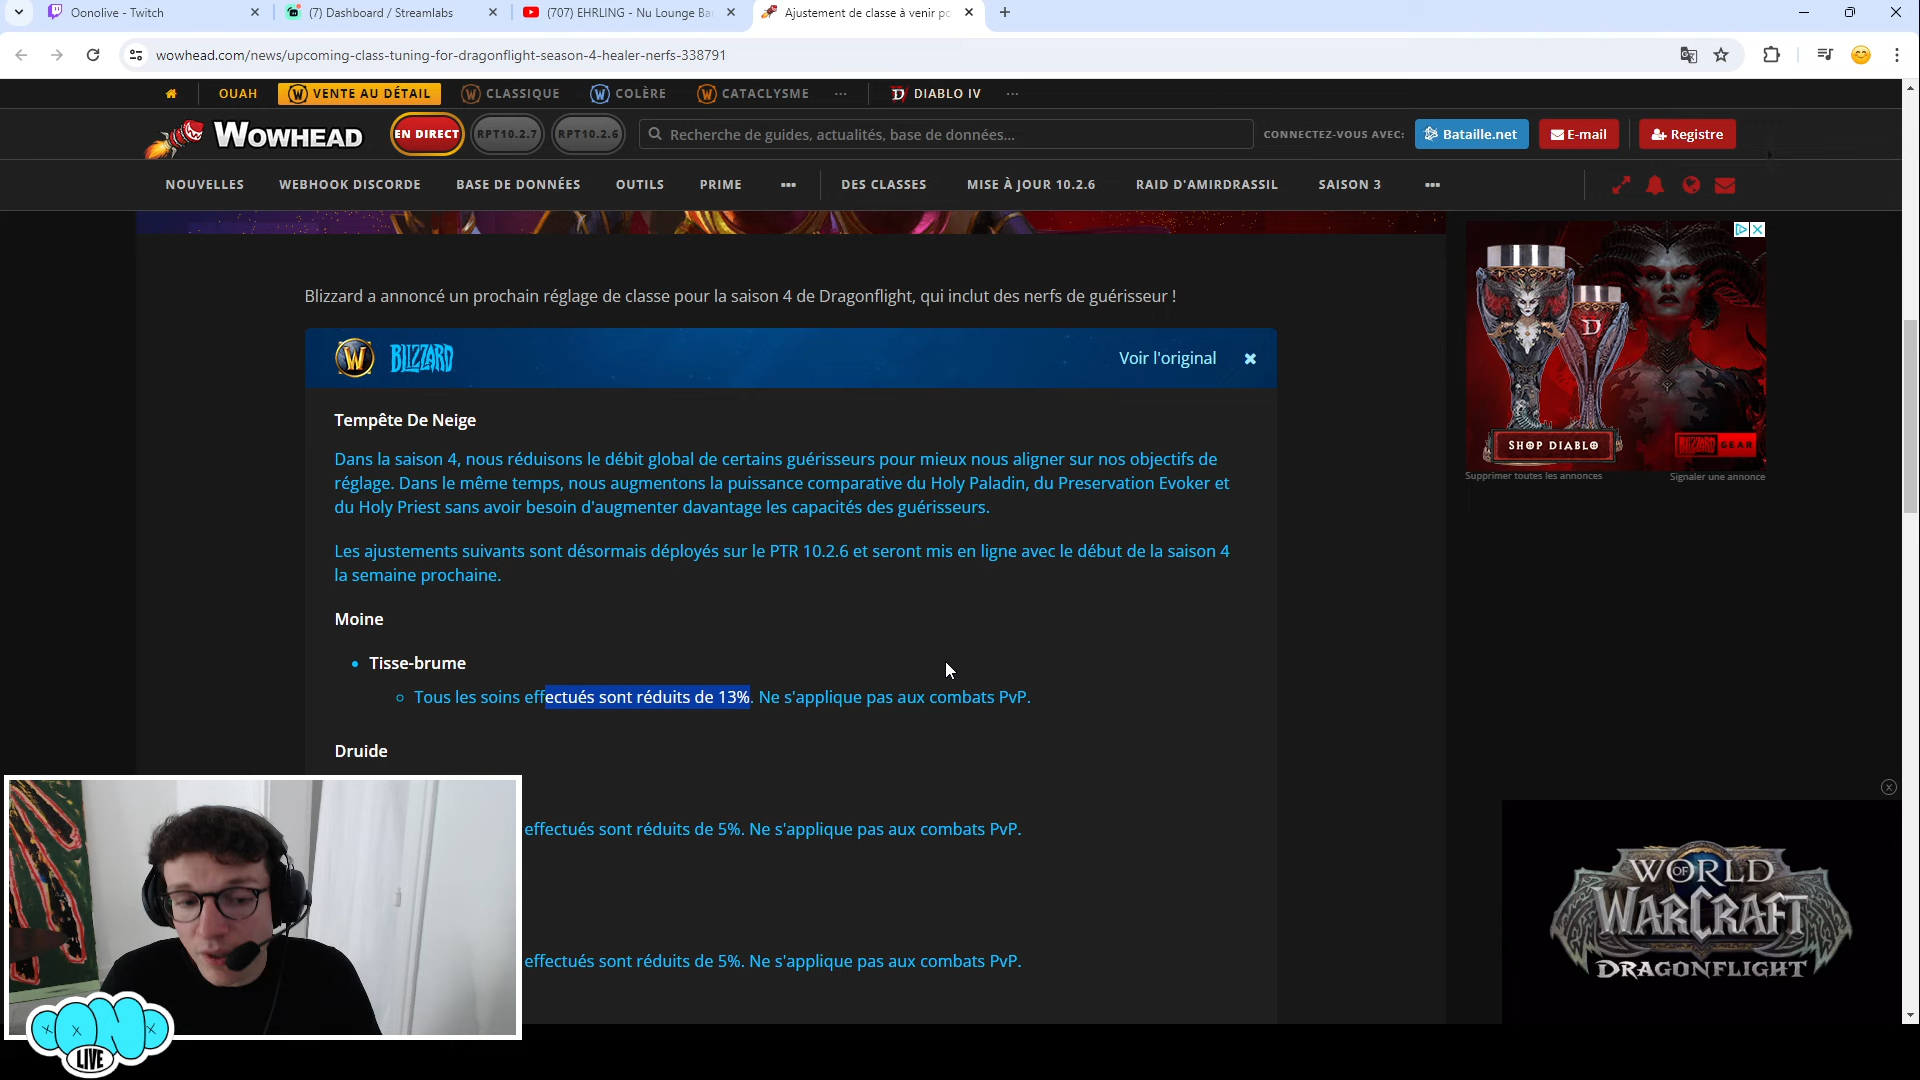 Oonolive - Twitch
(7) Dashboard / Streamlabs
(707) EHRLING - Nu Lounge Ba
Ajustement de classe à venir po
wowhead.com/news/upcoming-class-tuning-for-dragonflight-season-4-healer-nerfs-338791
OUAH
VENTE AU DÉTAIL
CLASSIQUE
COLÈRE
CATACLYSME
DIABLO IV
WOWHEAD
EN DIRECT
RPT10.2.7
RPT10.2.6
Recherche de guides, actualités, base de données...
CONNECTEZ-VOUS AVEC:
Bataille.net
E-mail
Registre
NOUVELLES
WEBHOOK DISCORDE
BASE DE DONNÉES
OUTILS
PRIME
DES CLASSES
MISE À JOUR 10.2.6
RAID D'AMIRDRASSIL
SAISON 3
Blizzard a annoncé un prochain réglage de classe pour la saison 4 de Dragonflight, qui inclut des nerfs de guérisseur !
BLIZZARD
Voir l'original
Tempête De Neige
Dans la saison 4, nous réduisons le débit global de certains guérisseurs pour mieux nous aligner sur nos objectifs de
réglage. Dans le même temps, nous augmentons la puissance comparative du Holy Paladin, du Preservation Evoker et
du Holy Priest sans avoir besoin d'augmenter davantage les capacités des guérisseurs.
Les ajustements suivants sont désormais déployés sur le PTR 10.2.6 et seront mis en ligne avec le début de la saison 4
la semaine prochaine.
Moine
Tisse-brume
Tous les soins effectués sont réduits de 13%. Ne s'applique pas aux combats PvP.
Druide
effectués sont réduits de 5%. Ne s'applique pas aux combats PvP.
effectués sont réduits de 5%. Ne s'applique pas aux combats PvP.
SHOP DIABLO
BLIZZARD GEAR
Supprimer toutes les annonces
Signaler une annonce
WORLD
OF
WARCRAFT
DRAGONFLIGHT
ONO
LIVE